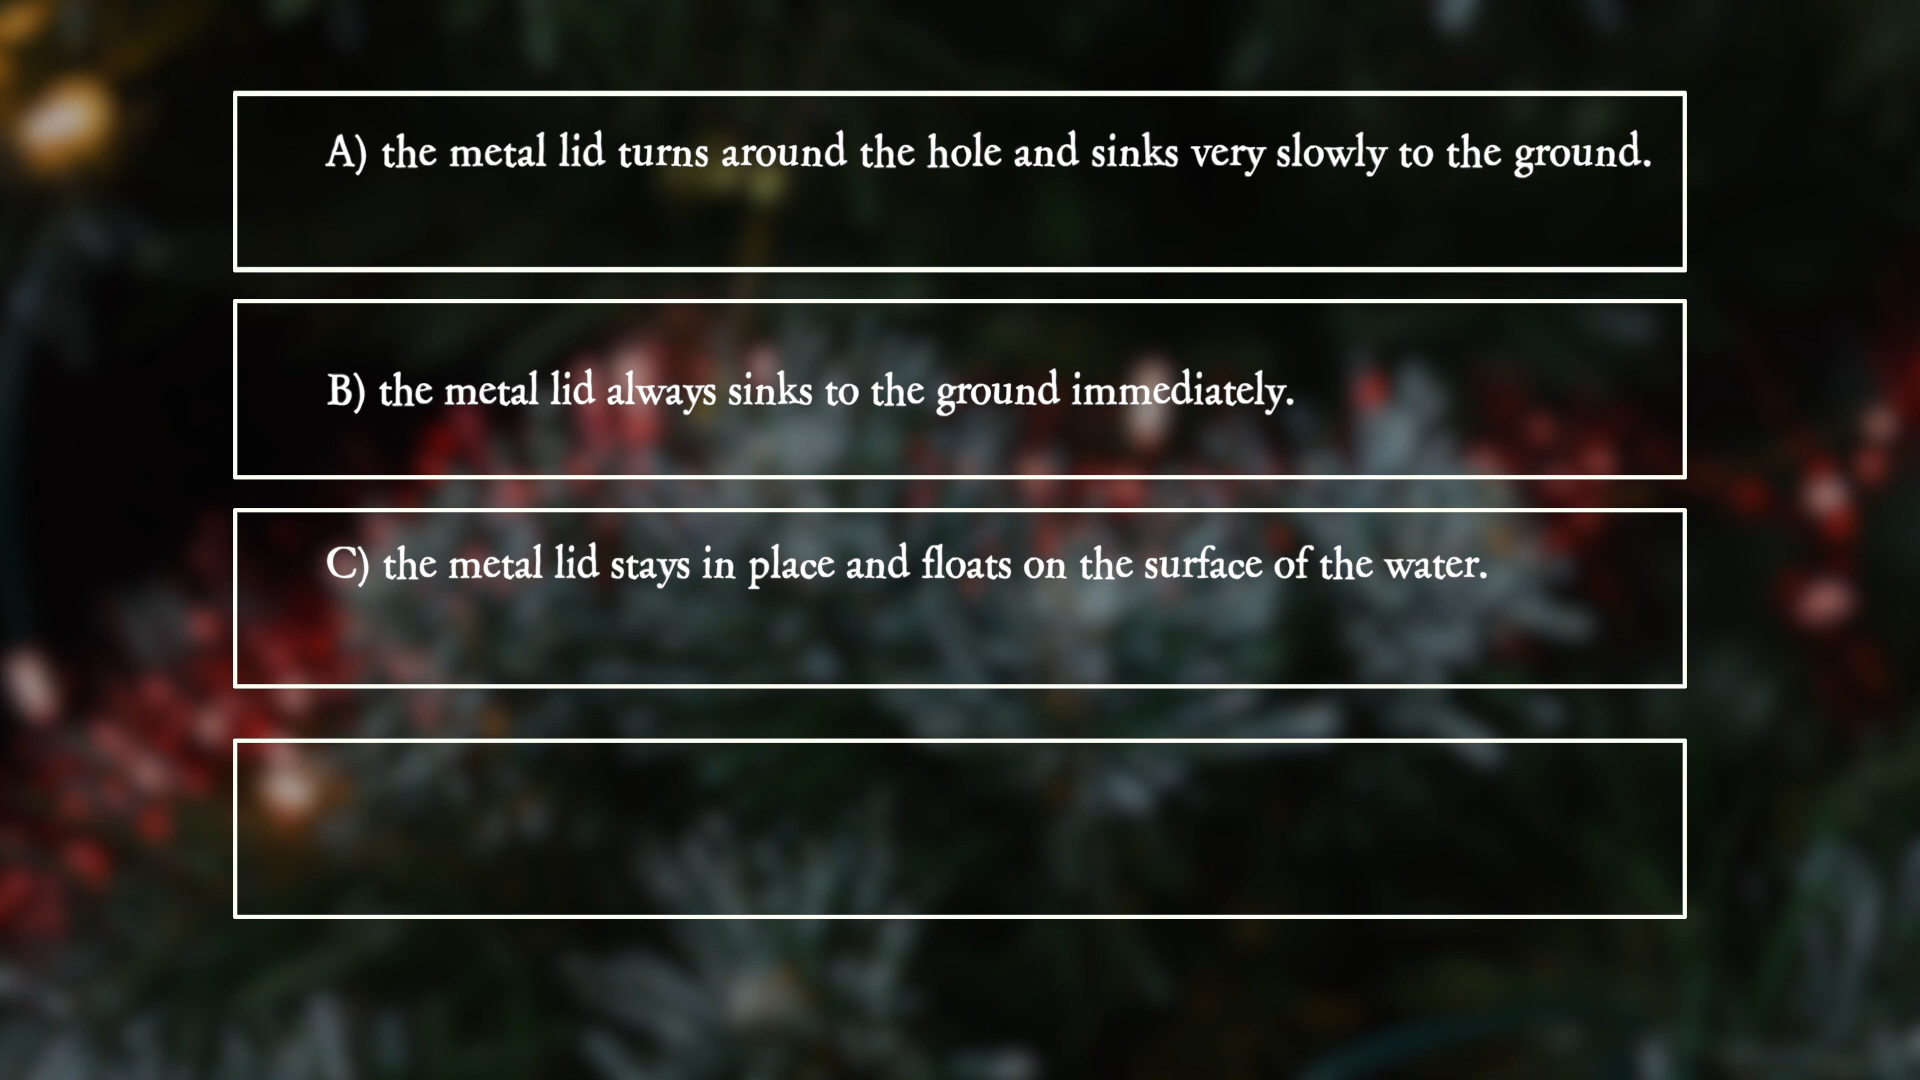 A) the metal lid turns around the hole and sinks very slowly to the ground.
B) the metal lid always sinks to the ground immediately.
C) the metal lid stays in place and floats on the surface of the water.